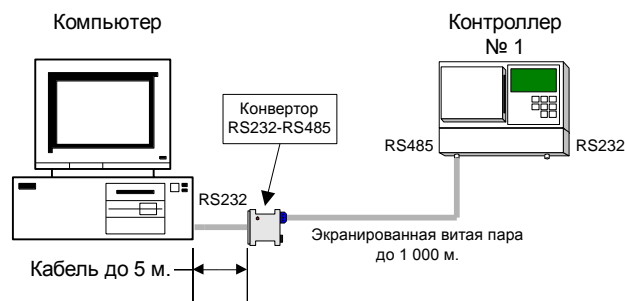 Компьютер
Контроллер
№ 1
Конвертор
RS232-RS485
RS485
RS232
RS232
Экранированная витая пара
до 1 000 м.
Кабель до 5 м.